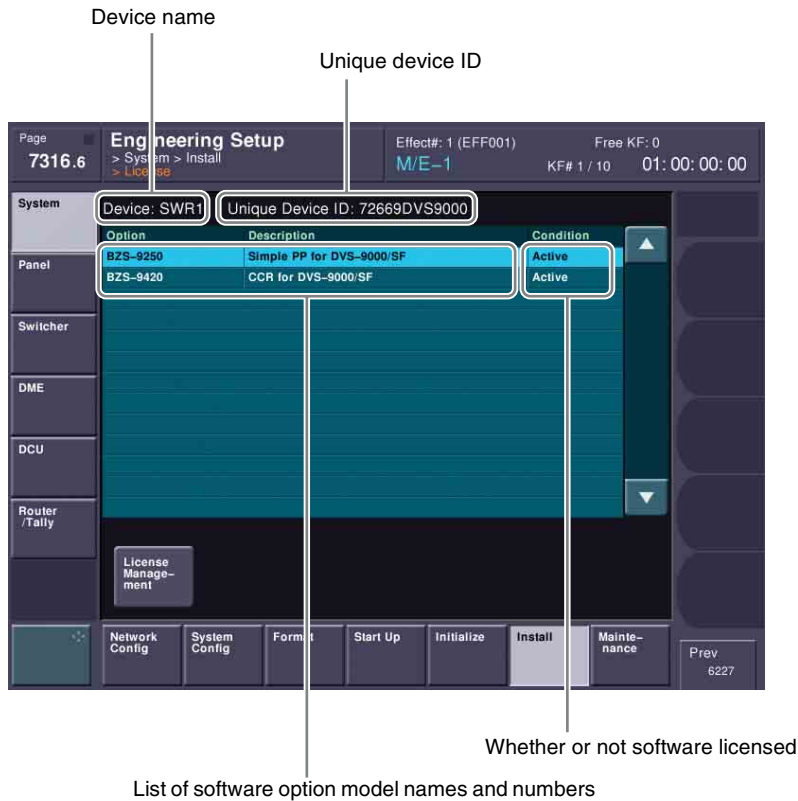 Device name
Unique device ID
Page
7316.6
Engineering Setup
> System > Install
> License
Effect#: 1 (EFF001)
Free KF: 0
M/E–1
KF# 1 / 10
01: 00: 00: 00
System
Device: SWR1
Unique Device ID: 72669DVS9000
Option
Description
Condition
BZS–9250
Simple PP for DVS–9000/SF
Active
BZS–9420
CCR for DVS–9000/SF
Active
Panel
Switcher
DME
DCU
Router
/Tally
License
Manage–
ment
Network
Config
System
Config
Format
Start Up
Initialize
Install
Mainte–
nance
Prev
6227
Whether or not software licensed
List of software option model names and numbers